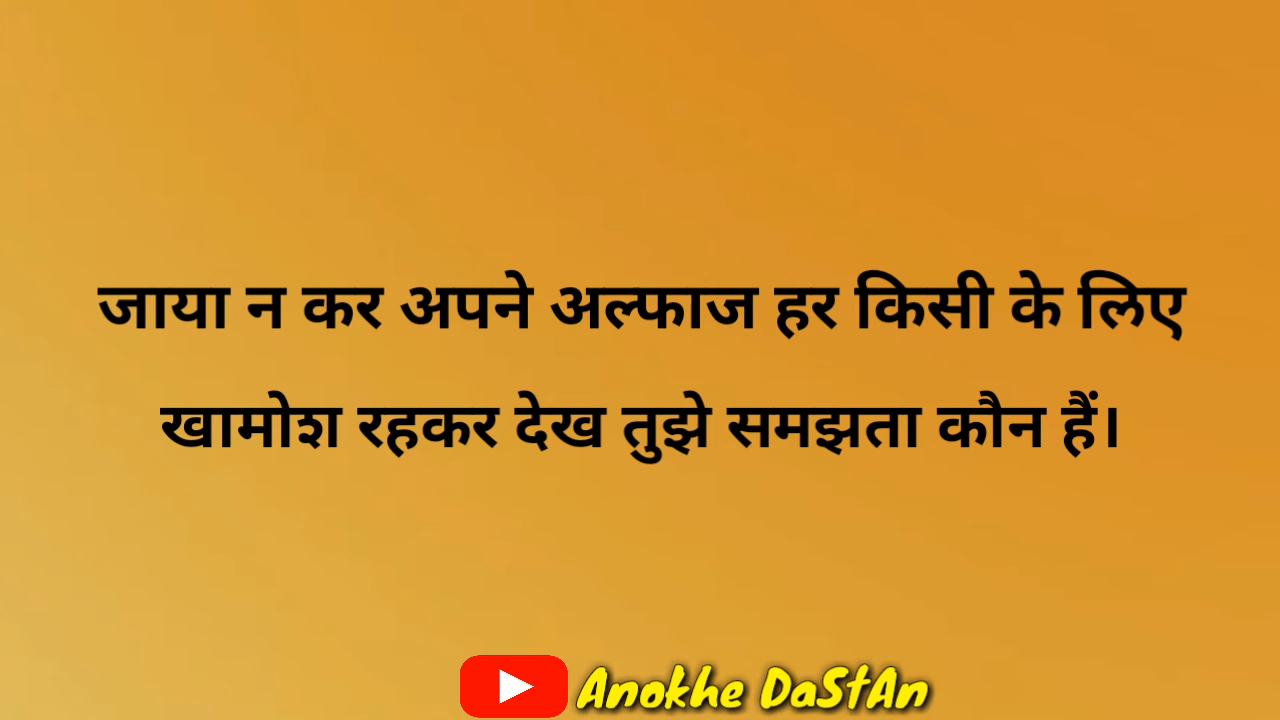 जाया न कर अपने अल्फाज हर किसी के लिए
खामोश रहकर देख तुझे समझता कौन हैं।
Anokhe DaStAn